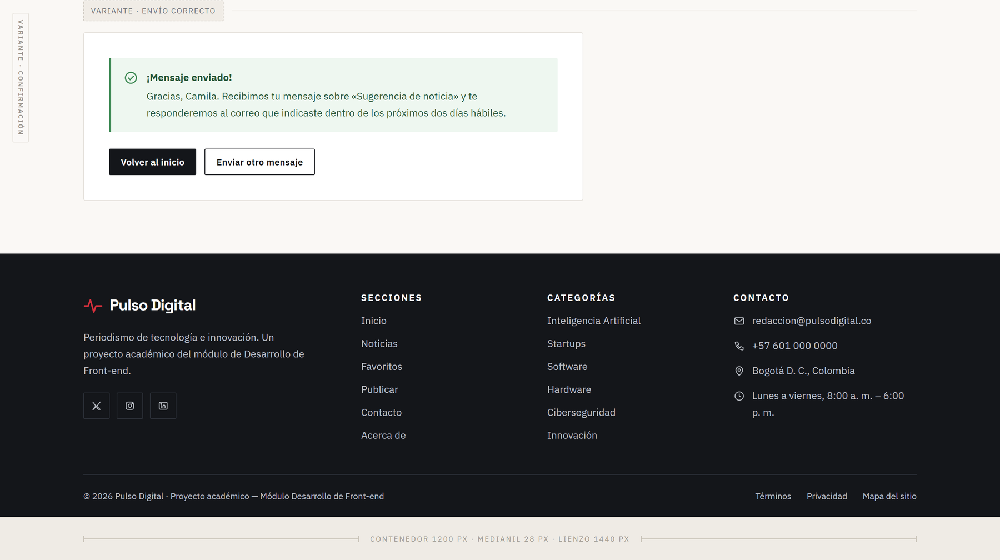 VARIANTE · ENVÍO CORRECTO
VARIANTE · CONFIRMACIÓN
¡Mensaje enviado!
Gracias, Camila. Recibimos tu mensaje sobre «Sugerencia de noticia» y te
responderemos al correo que indicaste dentro de los próximos dos días hábiles.
Volver al inicio
Enviar otro mensaje
Pulso Digital
Periodismo de tecnología e innovación. Un
proyecto académico del módulo de Desarrollo de
Front-end.
SECCIONES
Inicio
Noticias
Favoritos
Publicar
Contacto
Acerca de
CATEGORÍAS
Inteligencia Artificial
Startups
Software
Hardware
Ciberseguridad
Innovación
CONTACTO
redaccion@pulsodigital.co
+57 601 000 0000
Bogotá D. C., Colombia
Lunes a viernes, 8:00 a. m. – 6:00
p. m.
© 2026 Pulso Digital · Proyecto académico — Módulo Desarrollo de Front-end
Términos
Privacidad
Mapa del sitio
CONTENEDOR 1200 PX · MEDIANIL 28 PX · LIENZO 1440 PX